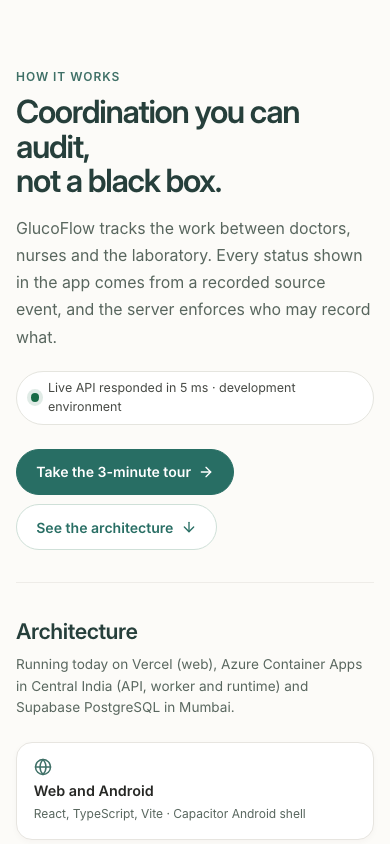 HOW IT WORKS
Coordination you can
audit,
not a black box.
GlucoFlow tracks the work between doctors,
nurses and the laboratory. Every status shown
in the app comes from a recorded source
event, and the server enforces who may record
what.
Live API responded in 5 ms · development
environment
Take the 3-minute tour →
See the architecture ↓
Architecture
Running today on Vercel (web), Azure Container Apps
in Central India (API, worker and runtime) and
Supabase PostgreSQL in Mumbai.
Web and Android
React, TypeScript, Vite · Capacitor Android shell